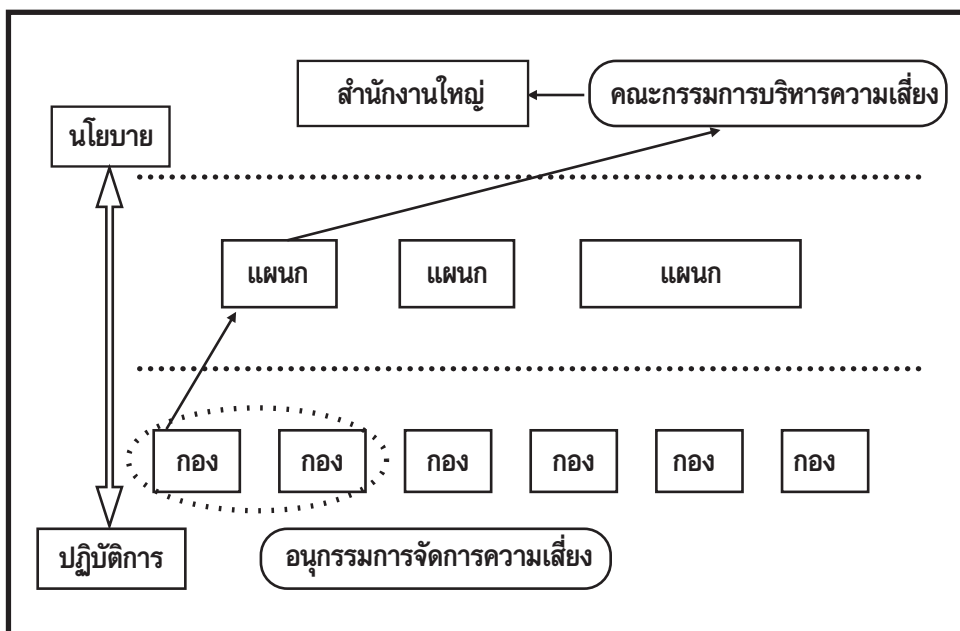 สำนักงานใหญ่ คณะกรรมการบริหารความเสี่ยง
นโยบาย
แผนก แผนก แผนก
กอง กอง กอง กอง กอง กอง
ปฏิบัติการ อนุกรรมการจัดการความเสี่ยง